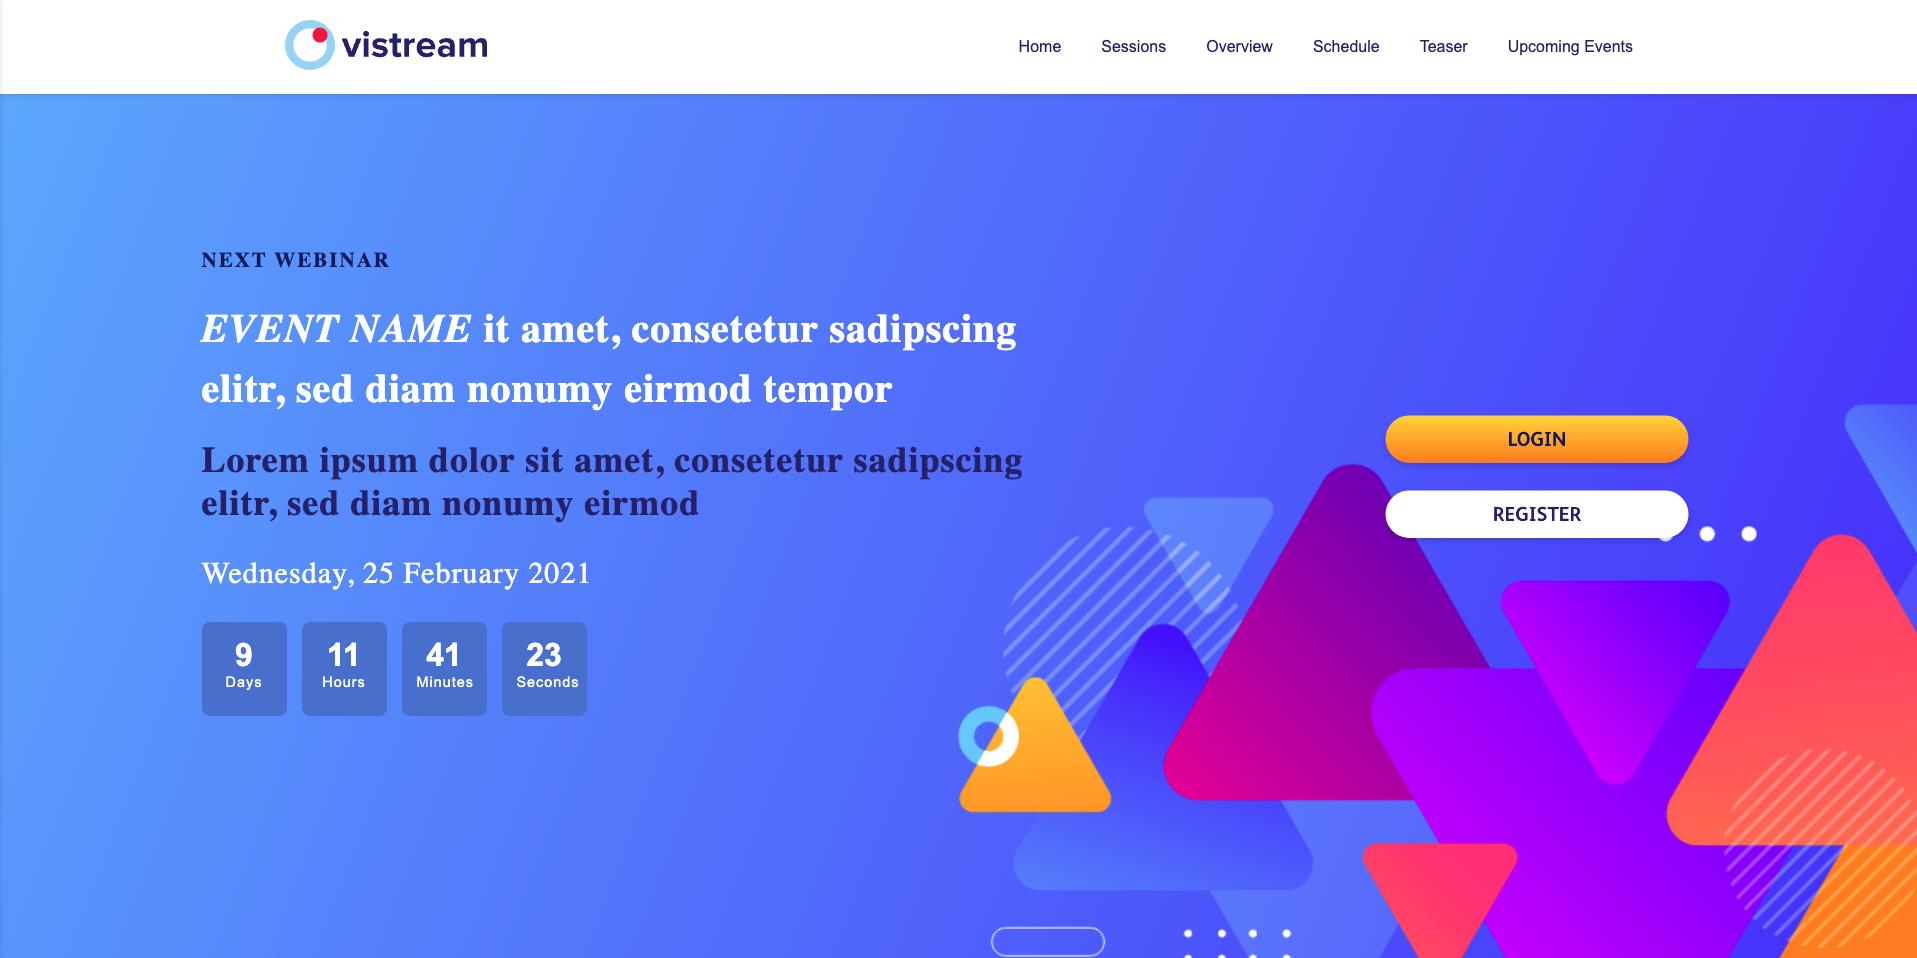 vistream
Home Sessions Overview Schedule Teaser Upcoming Events
NEXT WEBINAR
EVENT NAME it amet, consetetur sadipscing
elitr, sed diam nonumy eirmod tempor
Lorem ipsum dolor sit amet, consetetur sadipscing
elitr, sed diam nonumy eirmod
Wednesday, 25 February 2021
9 11 41 23
Days Hours Minutes Seconds
LOGIN
REGISTER